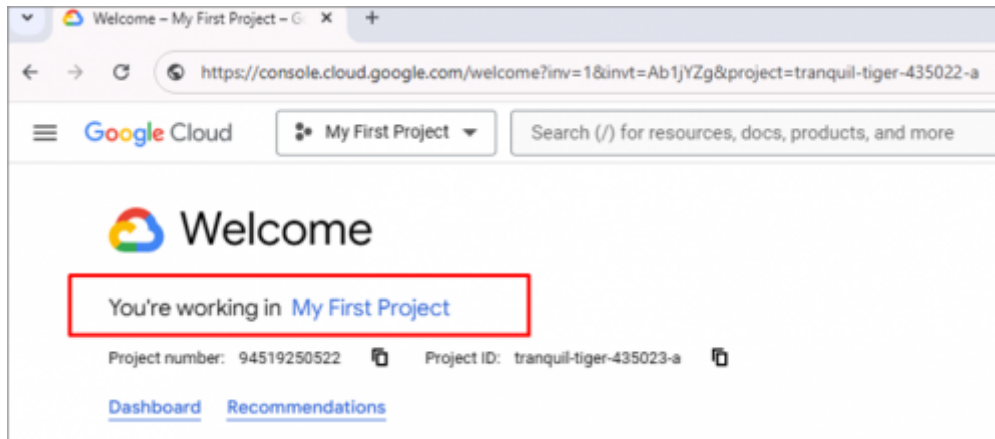 Welcome – My First Project – G
https://console.cloud.google.com/welcome?inv=1&invt=Ab1jYZg&project=tranquil-tiger-435022-a
Google Cloud My First Project Search (/) for resources, docs, products, and more
Welcome
You're working in My First Project
Project number: 94519250522 Project ID: tranquil-tiger-435023-a
Dashboard Recommendations